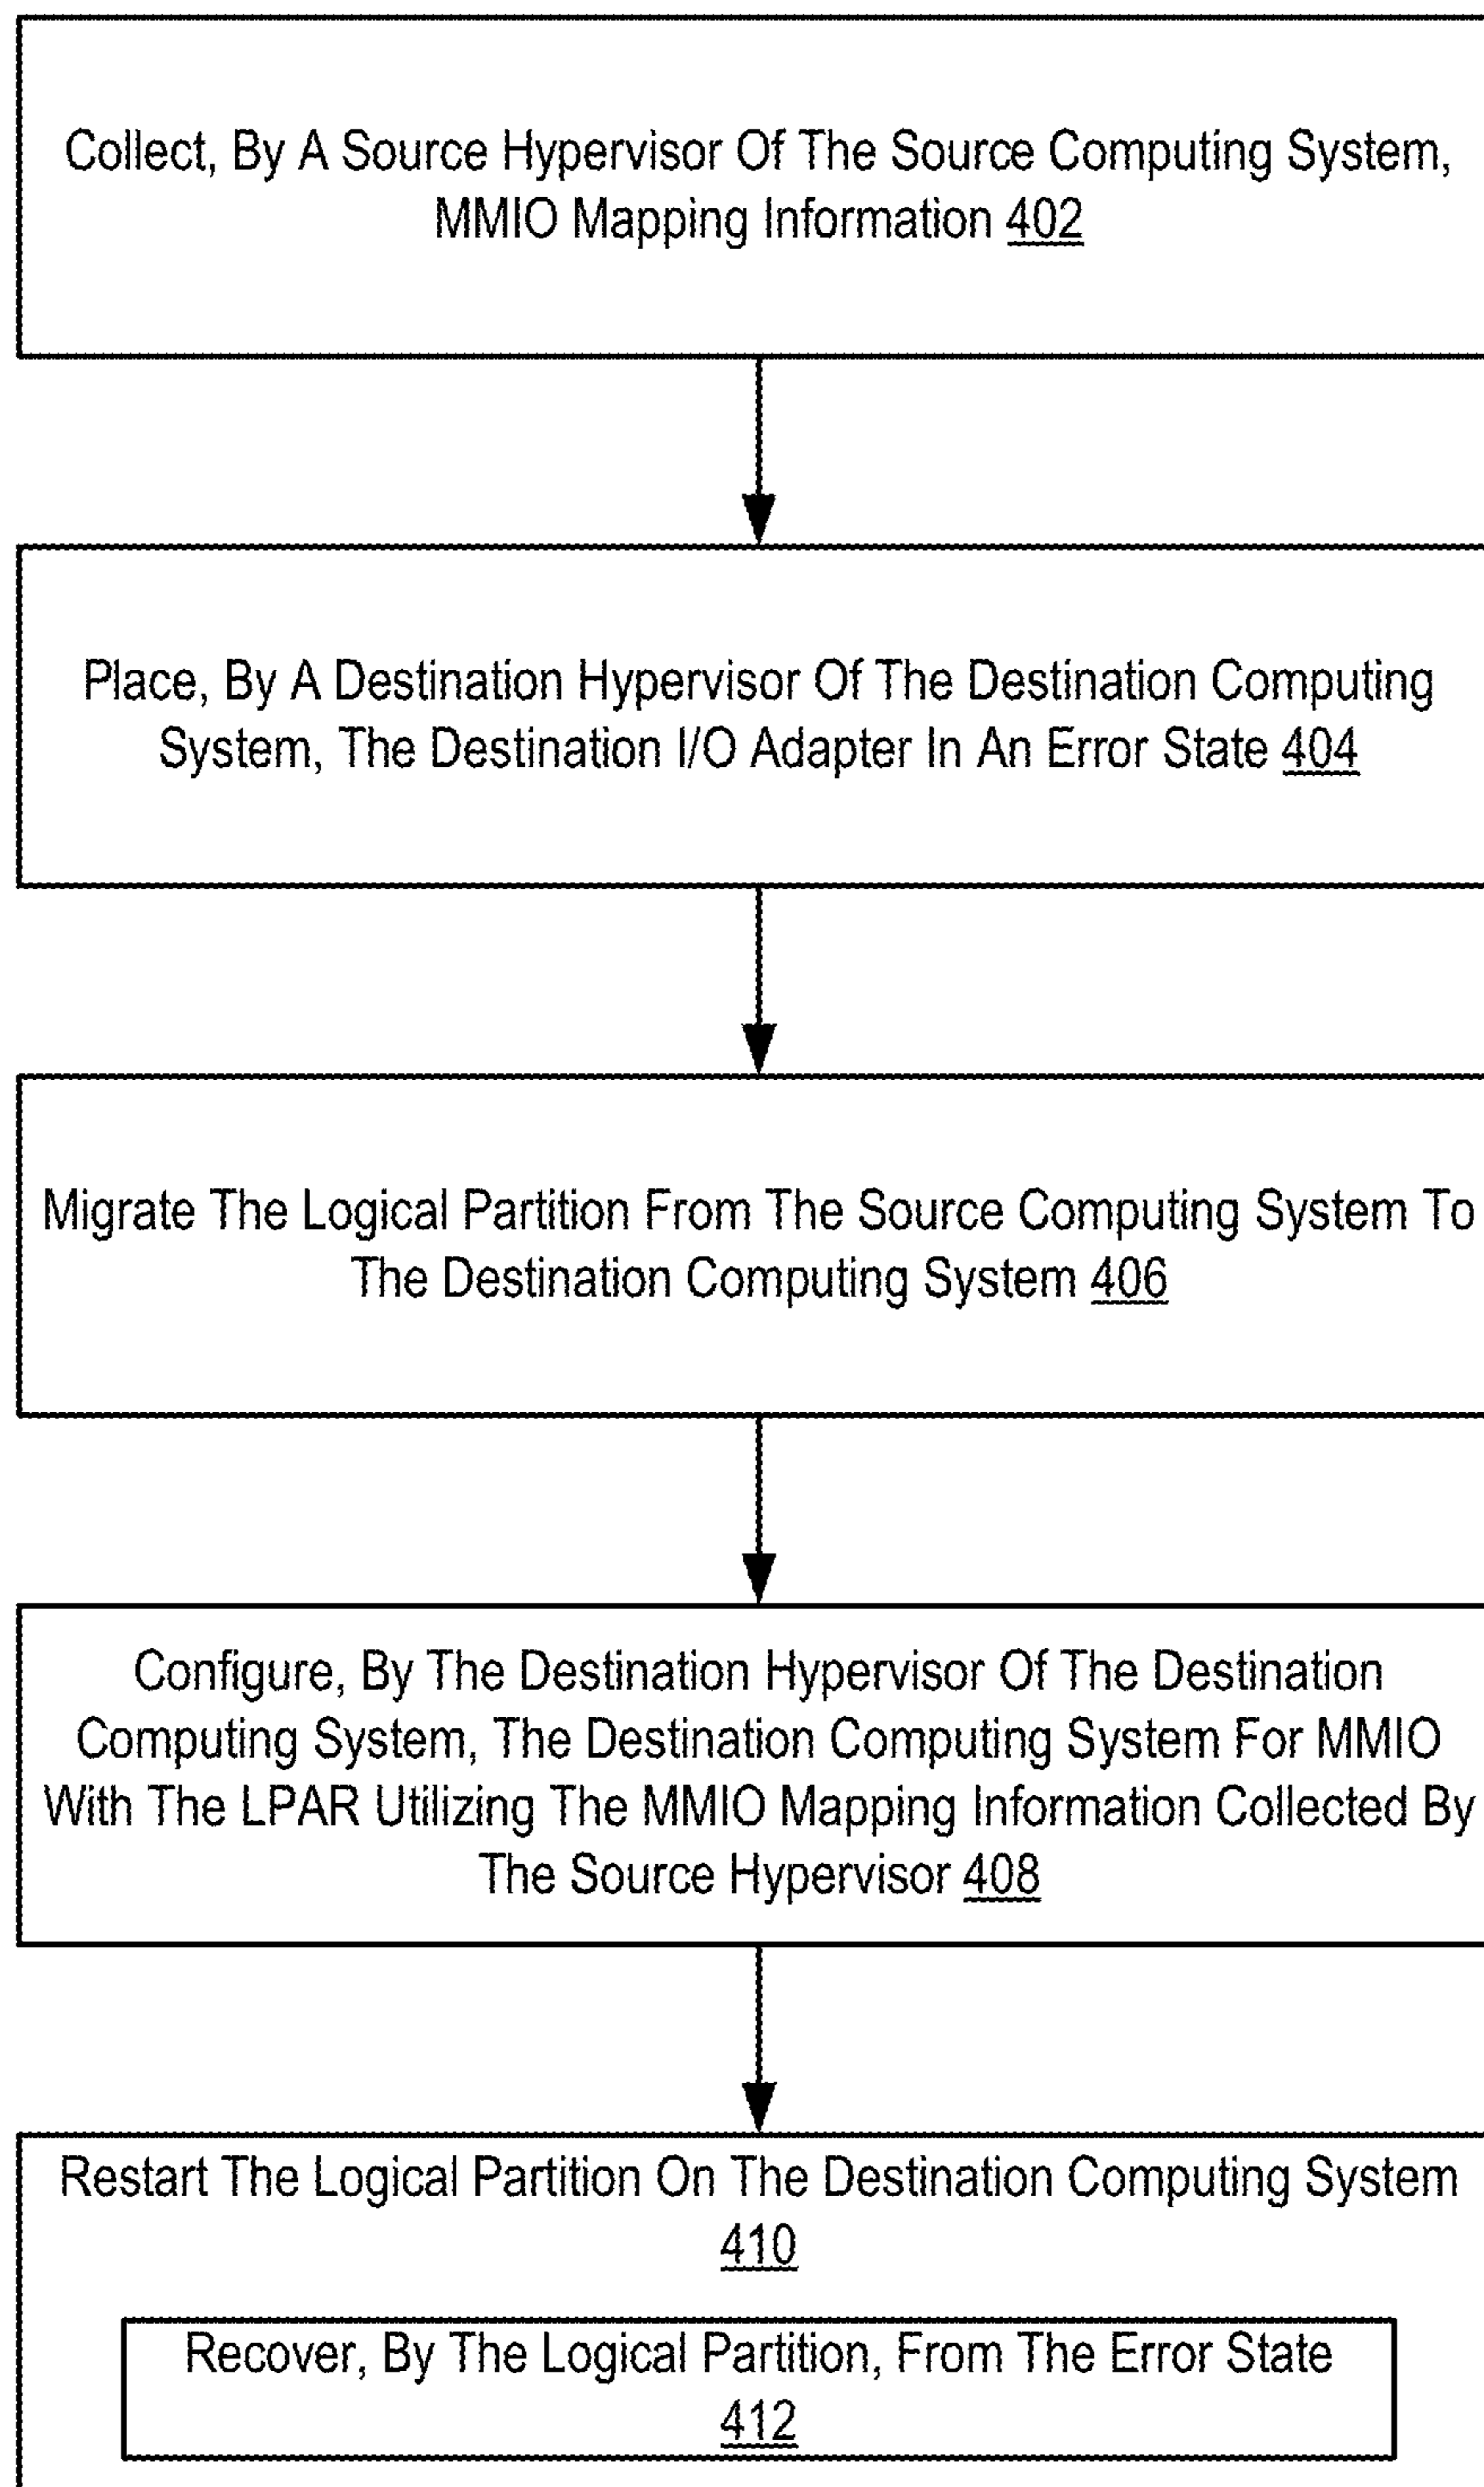 Collect, By A Source Hypervisor Of The Source Computing System,
MMIO Mapping Information 402
Place, By A Destination Hypervisor Of The Destination Computing
System, The Destination I/O Adapter In An Error State 404
Migrate The Logical Partition From The Source Computing System To
The Destination Computing System 406
Configure, By The Destination Hypervisor Of The Destination
Computing System, The Destination Computing System For MMIO
With The LPAR Utilizing The MMIO Mapping Information Collected By
The Source Hypervisor 408
Restart The Logical Partition On The Destination Computing System
410
Recover, By The Logical Partition, From The Error State
412